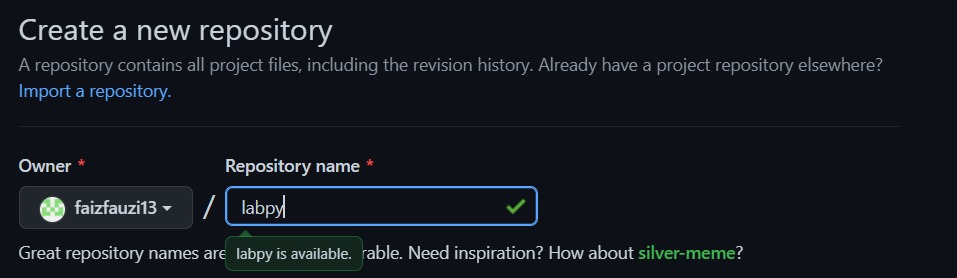 Create a new repository
A repository contains all project files, including the revision history. Already have a project repository elsewhere?
Import a repository.
Owner *
Repository name *
faizfauzi13
/
labpy
Great repository names are rable. Need inspiration? How about silver-meme?
labpy is available.